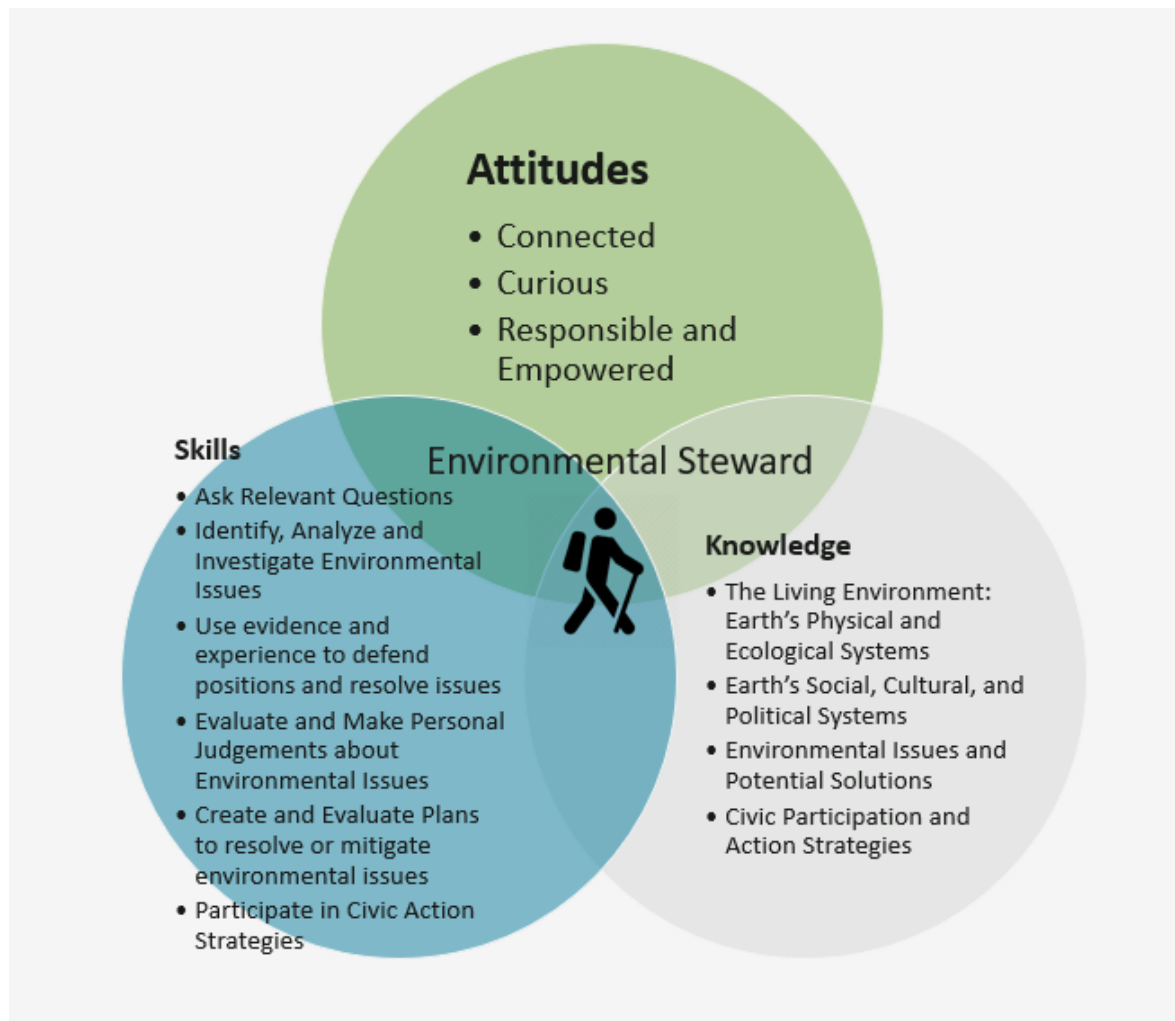 Attitudes
• Connected
• Curious
• Responsible and
Empowered
Environmental Steward
Skills
• Ask Relevant Questions
• Identify, Analyze and
Investigate Environmental
Issues
• Use evidence and
experience to defend
positions and resolve issues
• Evaluate and Make Personal
Judgements about
Environmental Issues
• Create and Evaluate Plans
to resolve or mitigate
environmental issues
• Participate in Civic Action
Strategies
Knowledge
• The Living Environment:
Earth’s Physical and
Ecological Systems
• Earth’s Social, Cultural, and
Political Systems
• Environmental Issues and
Potential Solutions
• Civic Participation and
Action Strategies